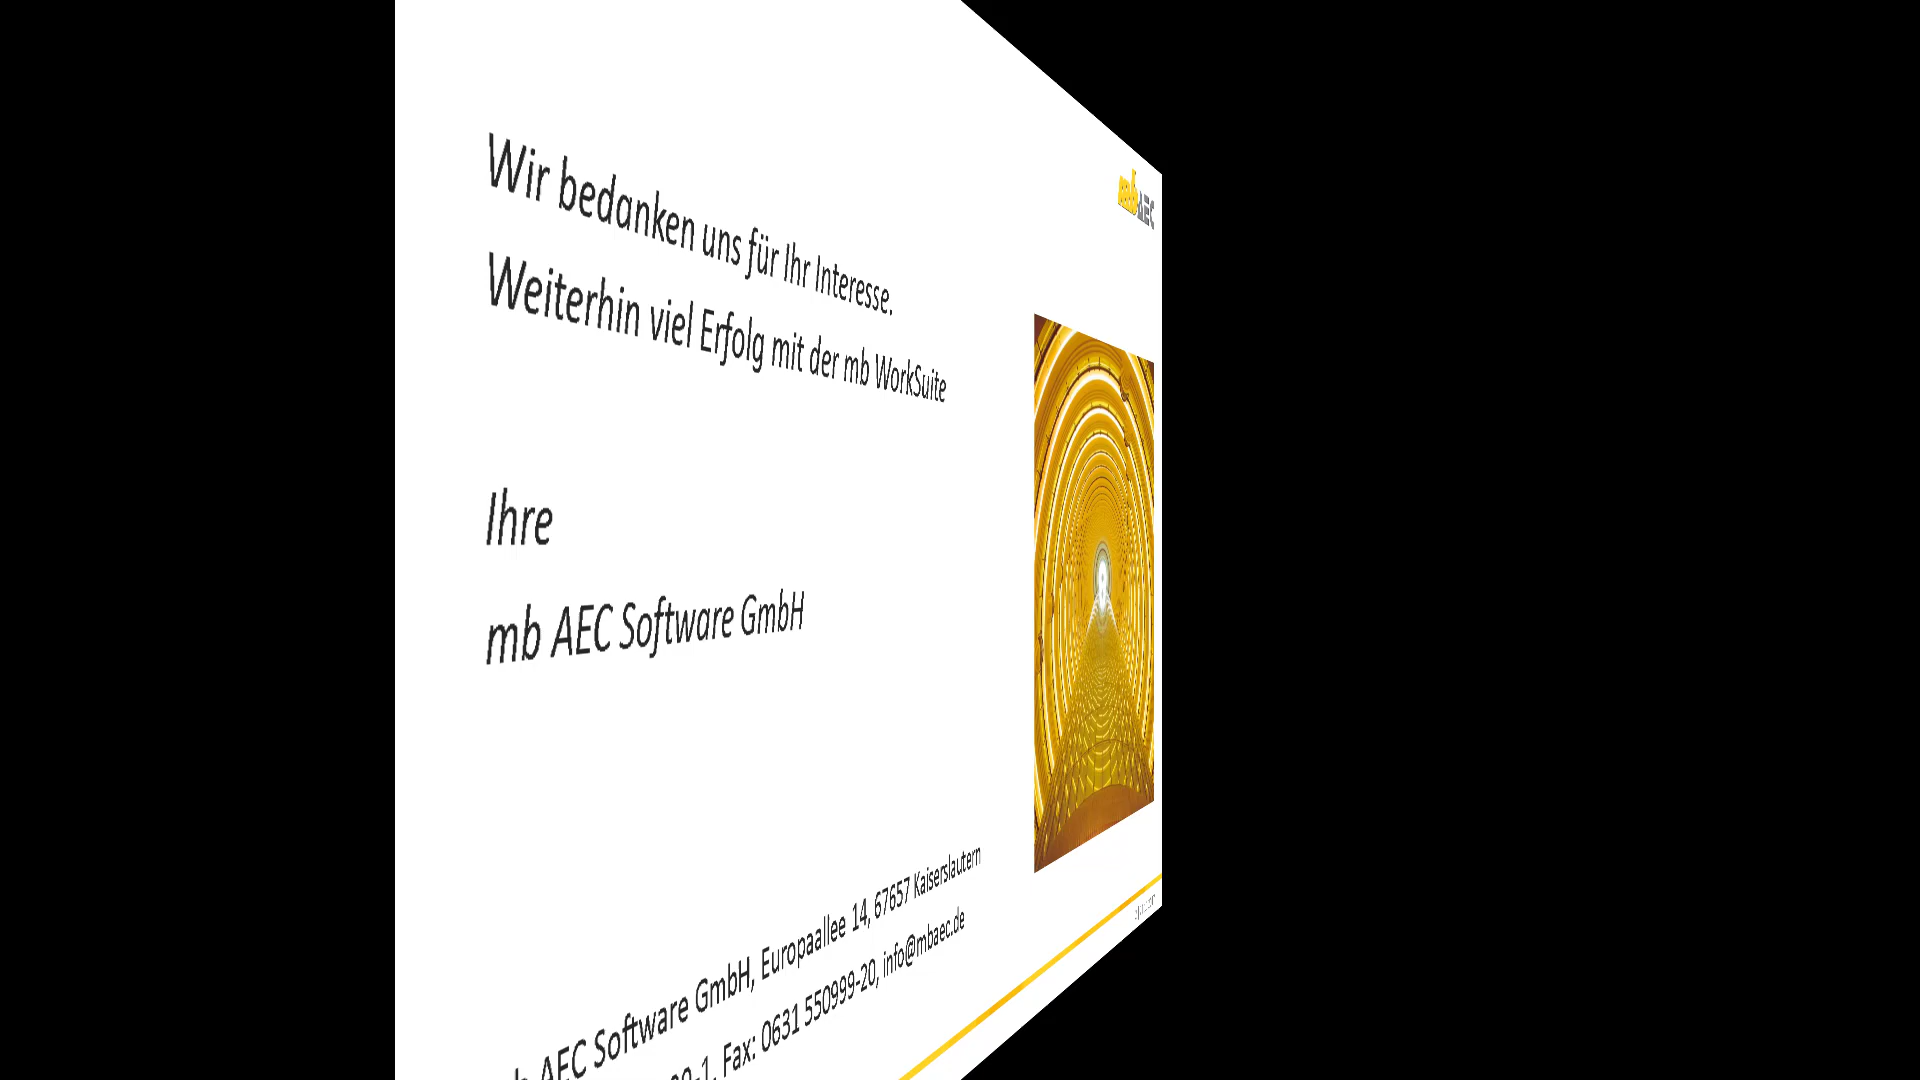 Wir bedanken uns für Ihr Interesse.
Weiterhin viel Erfolg mit der mb WorkSuite
Ihre
mb AEC Software GmbH
mbAEC
AEC Software GmbH, Europaallee 14, 67657 Kaiserslautern
Fax: 0631 550999-20, info@mbaec.de